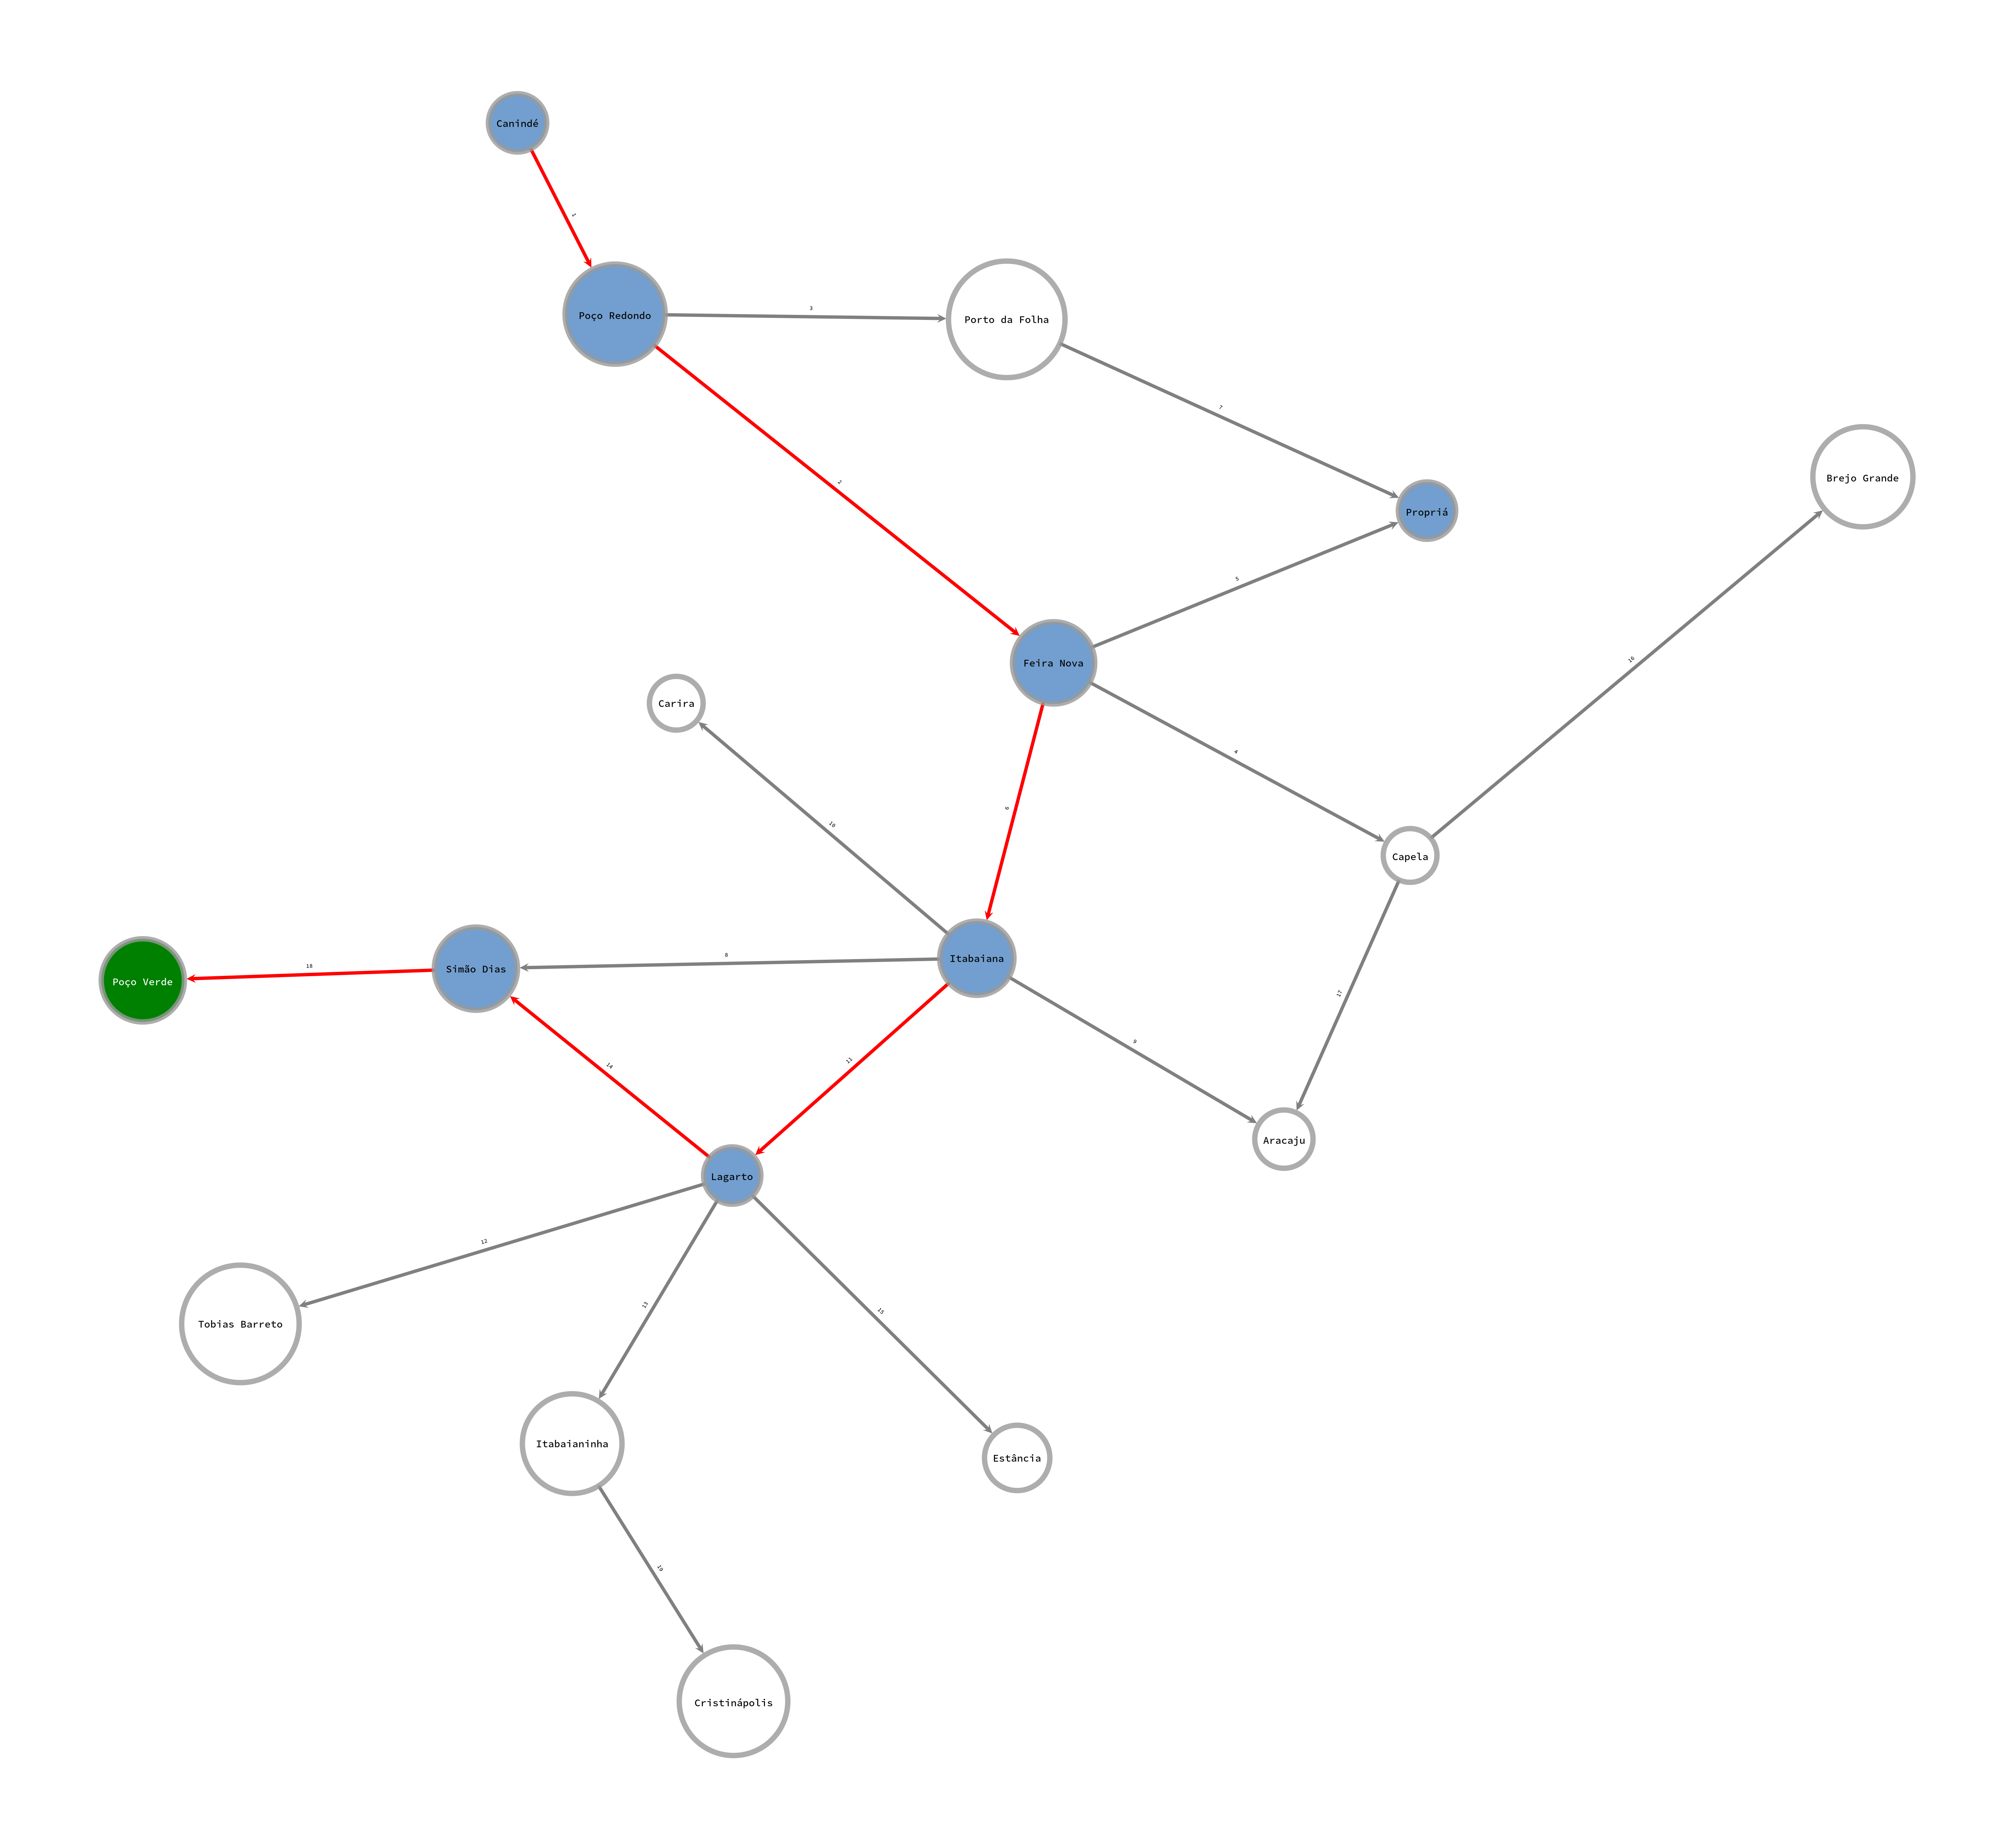 Canindé
1
Poço Redondo
3
Porto da Folha
7
2
Brejo Grande
Propriá
5
Feira Nova
16
Carira
4
6
10
Capela
8
Itabaiana
18
Simão Dias
Poço Verde
17
9
11
14
Aracaju
Lagarto
12
13
15
Tobias Barreto
Itabaianinha
Estância
19
Cristinápolis